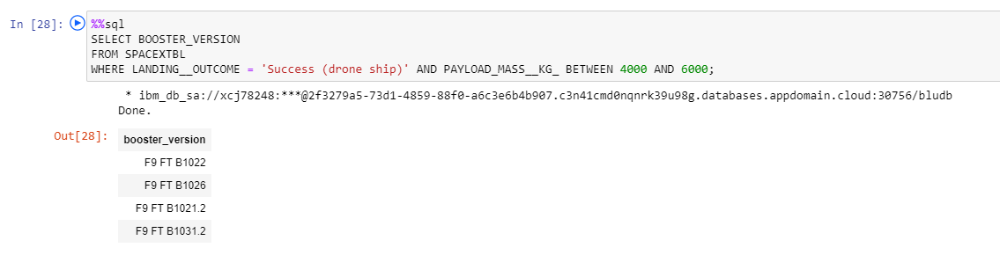 In [28]: %%sql
SELECT BOOSTER_VERSION
FROM SPACEXTBL
WHERE LANDING__OUTCOME = 'Success (drone ship)' AND PAYLOAD_MASS__KG_ BETWEEN 4000 AND 6000;
* ibm_db_sa://xcj78248:***@2f3279a5-73d1-4859-88f0-a6c3e6b4b907.c3n41cmd0nqnrk39u98g.databases.appdomain.cloud:30756/bludb
Done.
Out[28]: booster_version
F9 FT B1022
F9 FT B1026
F9 FT B1021.2
F9 FT B1031.2